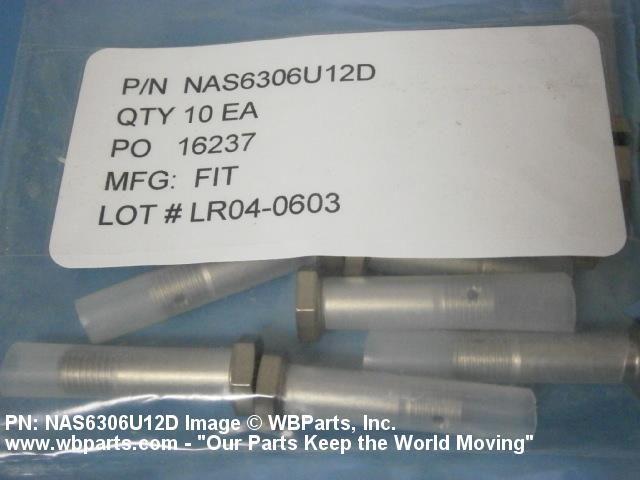 P/N NAS6306U12D
QTY 10 EA
PO 16237
MFG: FIT
LOT # LR04-0603
PN: NAS6306U12D Image © WBParts, Inc.
www.wbparts.com - "Our Parts Keep the World Moving"